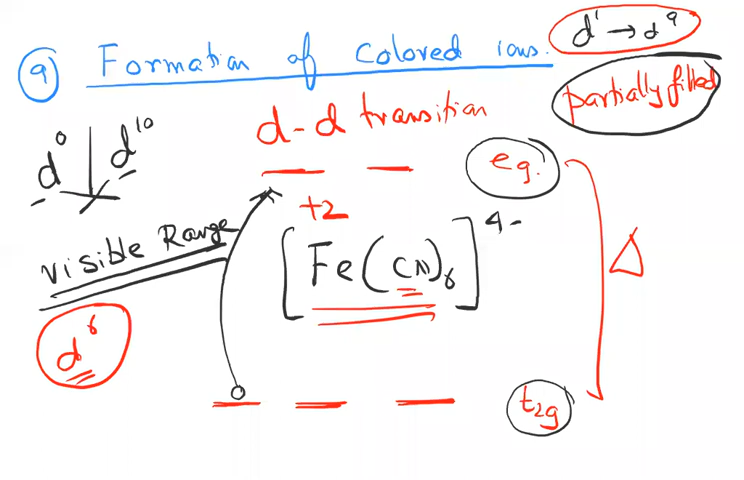 9 Formation of colored ions. d¹ → d⁹
partially filled
d-d transition
d⁰ | d¹⁰
eg.
+2
visible Range
[Fe(CN)₆]⁴⁻
Δ
d⁶
t₂g